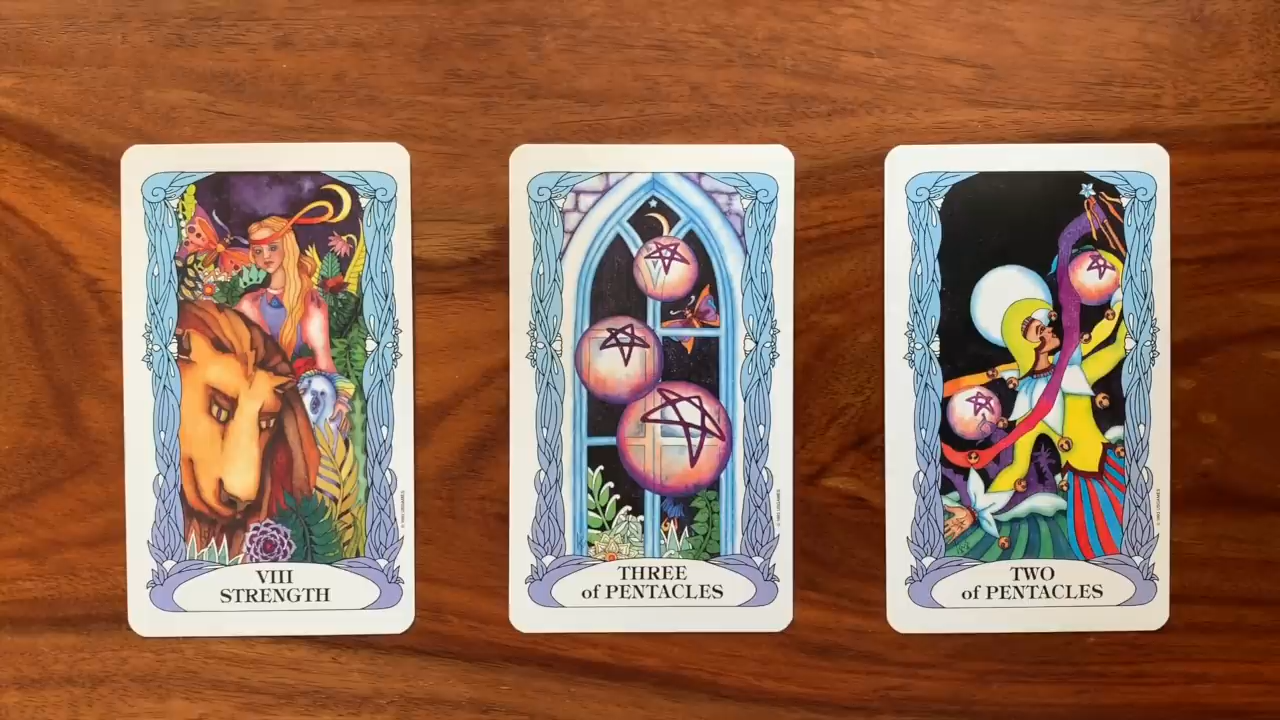 VIII
STRENGTH
THREE
of PENTACLES
TWO
of PENTACLES